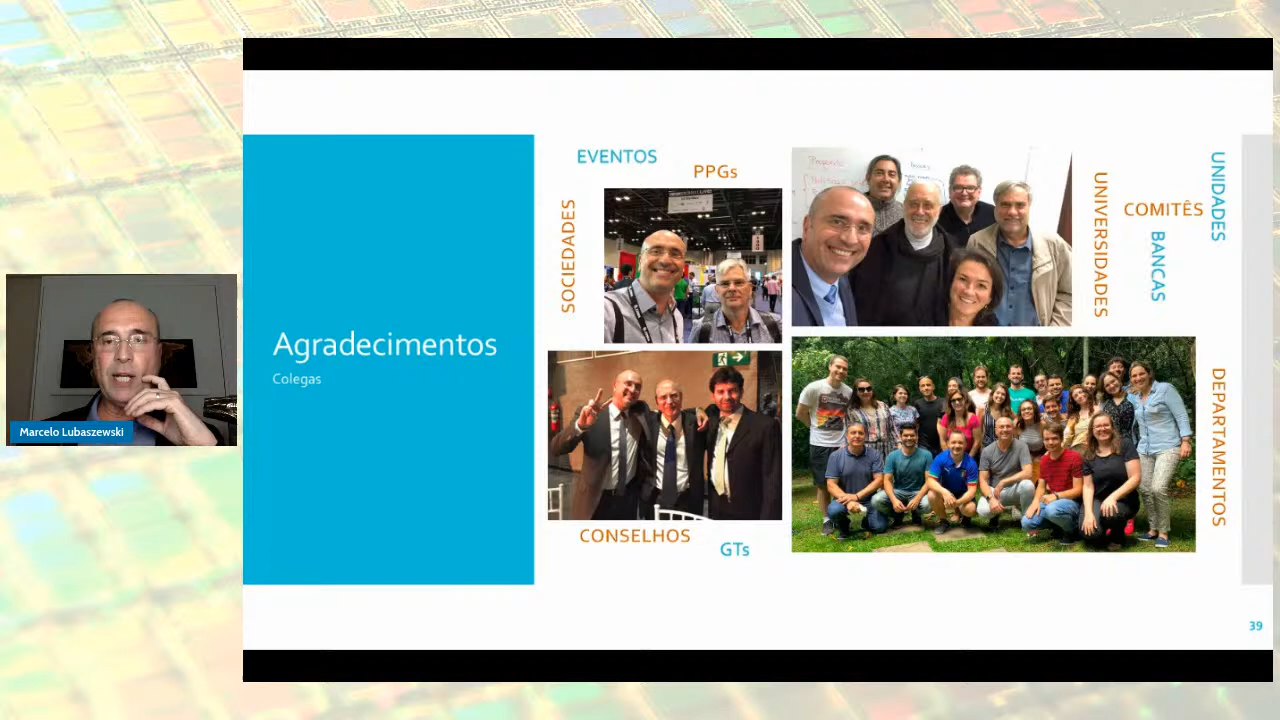 Marcelo Lubaszewski
Agradecimentos
Colegas
EVENTOS
PPGs
SOCIEDADES
UNIVERSIDADES
COMITÊS
UNIDADES
BANCAS
DEPARTAMENTOS
CONSELHOS
GTs
39